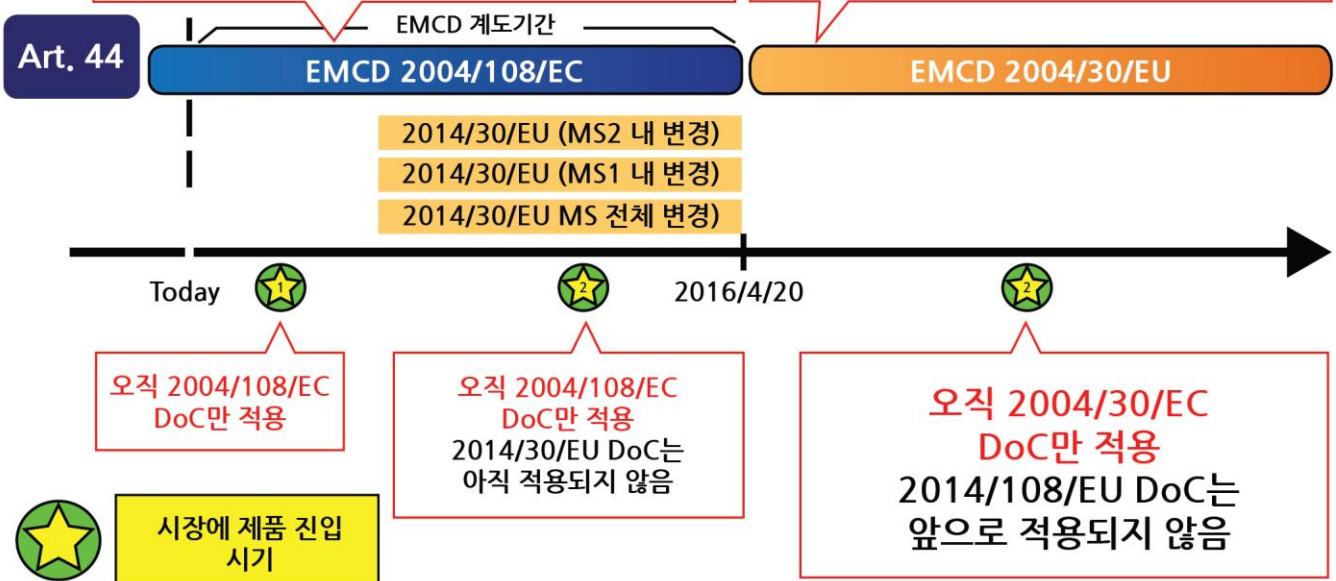 EMCD 계도기간
Art. 44
EMCD 2004/108/EC
EMCD 2004/30/EU
2014/30/EU (MS2 내 변경)
2014/30/EU (MS1 내 변경)
2014/30/EU MS 전체 변경)
Today
1
2
2016/4/20
2
오직 2004/108/EC
DoC만 적용
오직 2004/108/EC
DoC만 적용
2014/30/EU DoC는
아직 적용되지 않음
오직 2004/30/EC
DoC만 적용
2014/108/EU DoC는
앞으로 적용되지 않음
시장에 제품 진입
시기